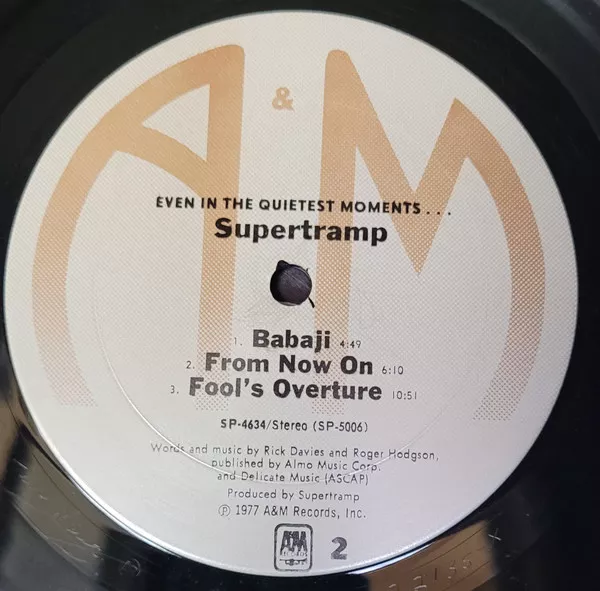 A & M
EVEN IN THE QUIETEST MOMENTS . . .
Supertramp
1. Babaji 4:49
2. From Now On 6:10
3. Fool's Overture 10:51
SP-4634/Stereo (SP-5006)
Words and music by Rick Davies and Roger Hodgson,
published by Almo Music Corp.
and Delicate Music (ASCAP)
Produced by Supertramp
℗ 1977 A&M Records, Inc.
A&M
RECORDS
2